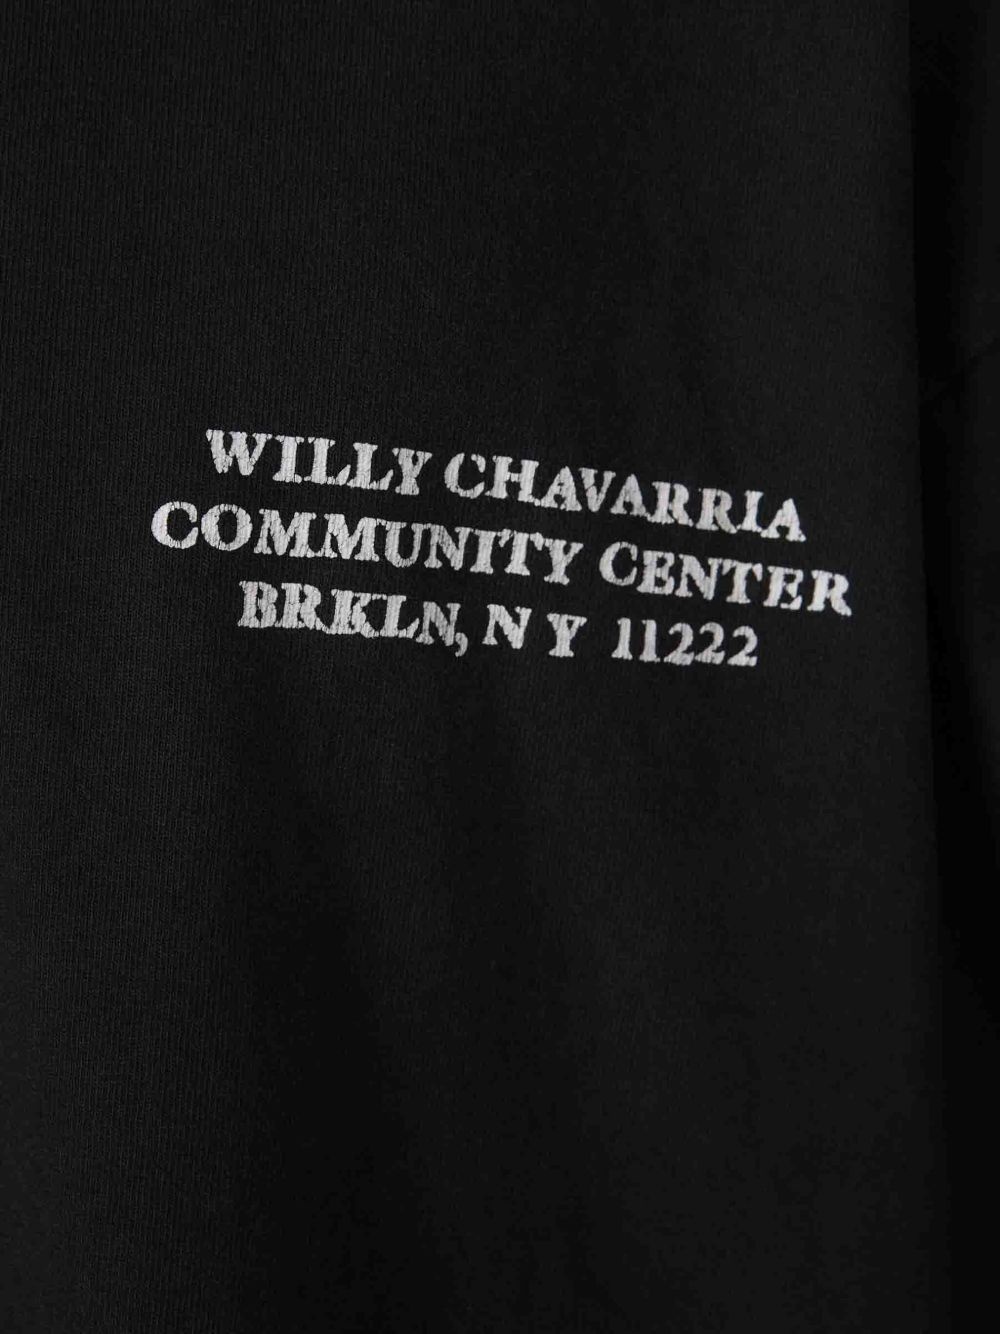 WILLY CHAVARRIA
COMMUNITY CENTER
BRKLN, N Y 11222